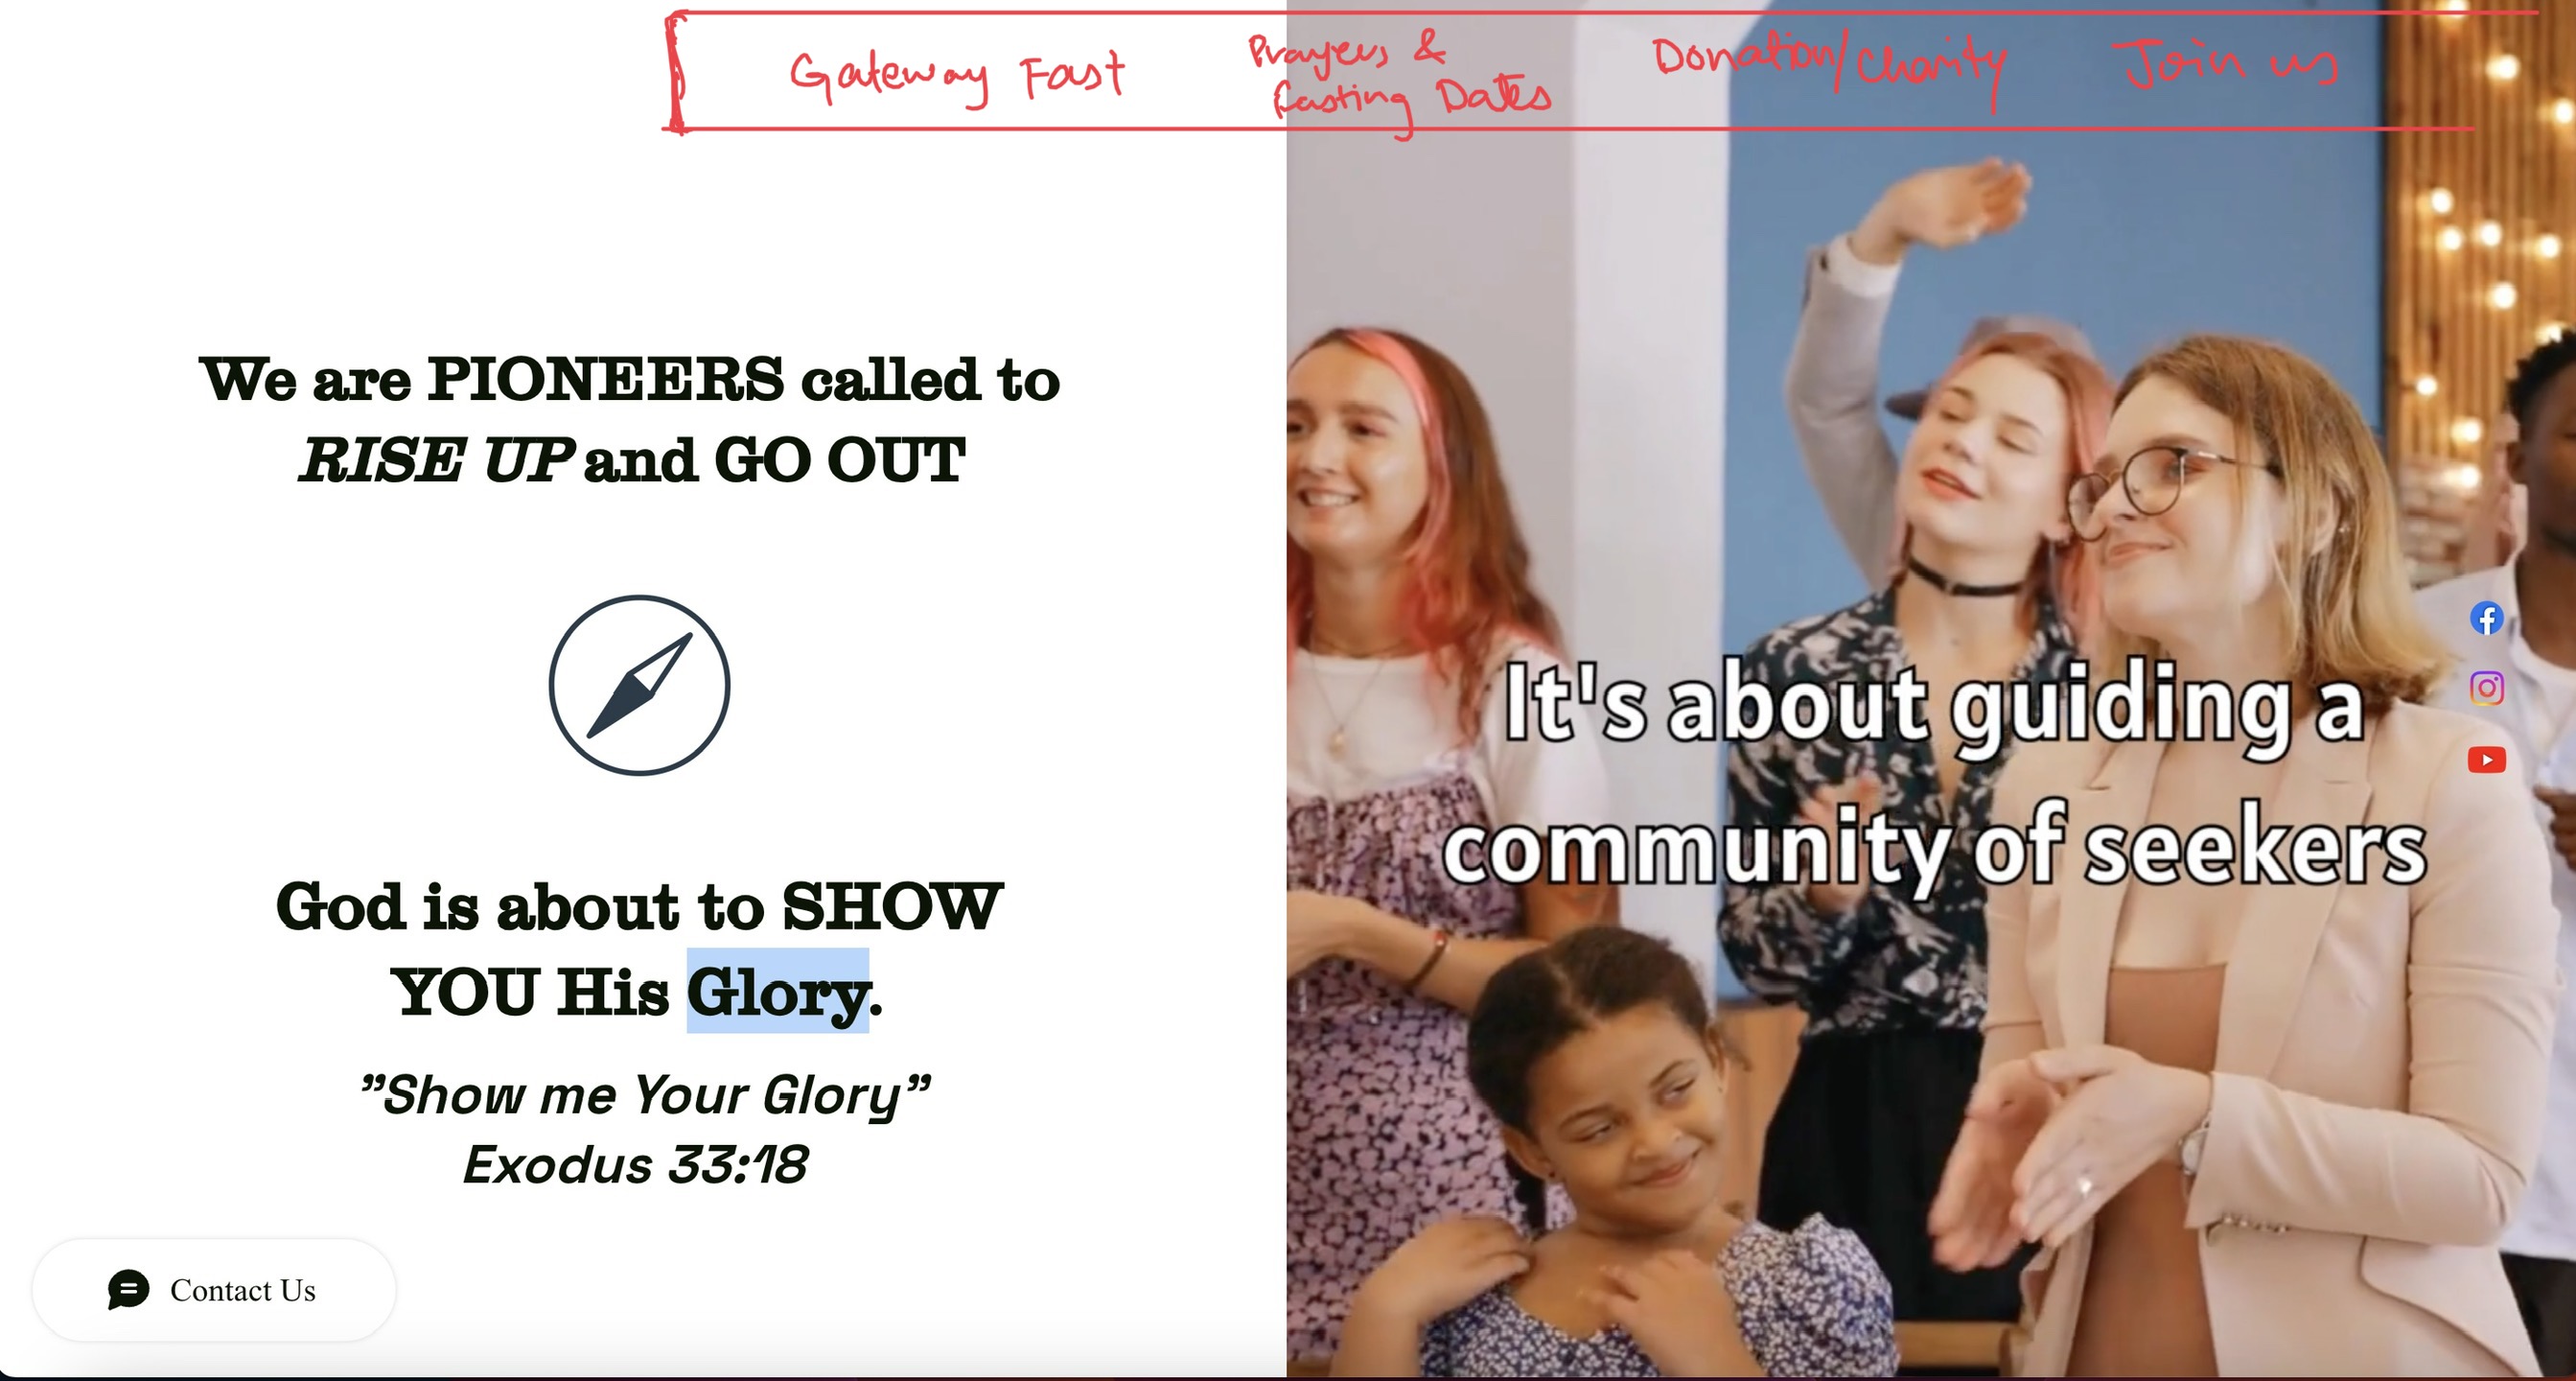 Gateway Fast
Prayers &
fasting Dates
Donation/Charity
Join us
We are PIONEERS called to
RISE UP and GO OUT
God is about to SHOW
YOU His Glory.
”Show me Your Glory”
Exodus 33:18
Contact Us
It's about guiding a
community of seekers